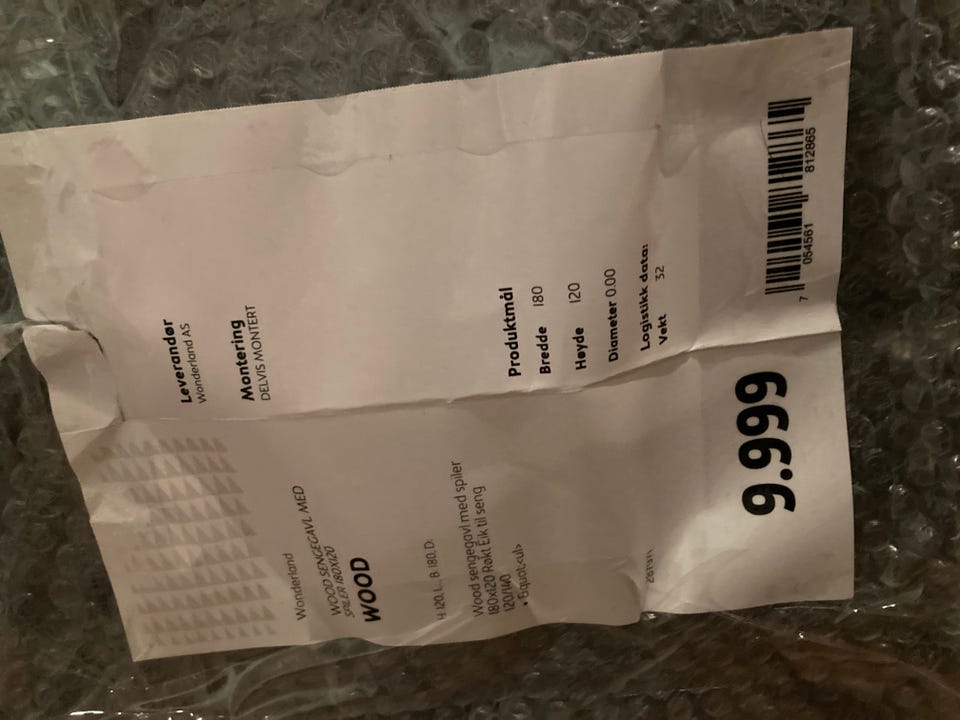 Wonderland
WOOD SENGEGAVL MED
SPILER 180X120
WOOD
H: 120, L: , B: 180, D:
Wood sengegavl med spiler
180x120 Røkt Eik til seng
120/140
• &quot;<ul>
9.999
Leverandør
Wonderland AS
Montering
DELVIS MONTERT
Produktmål
Bredde 180
Høyde 120
Diameter 0.00
Logistikk data:
Vekt 32
7 054561 812865